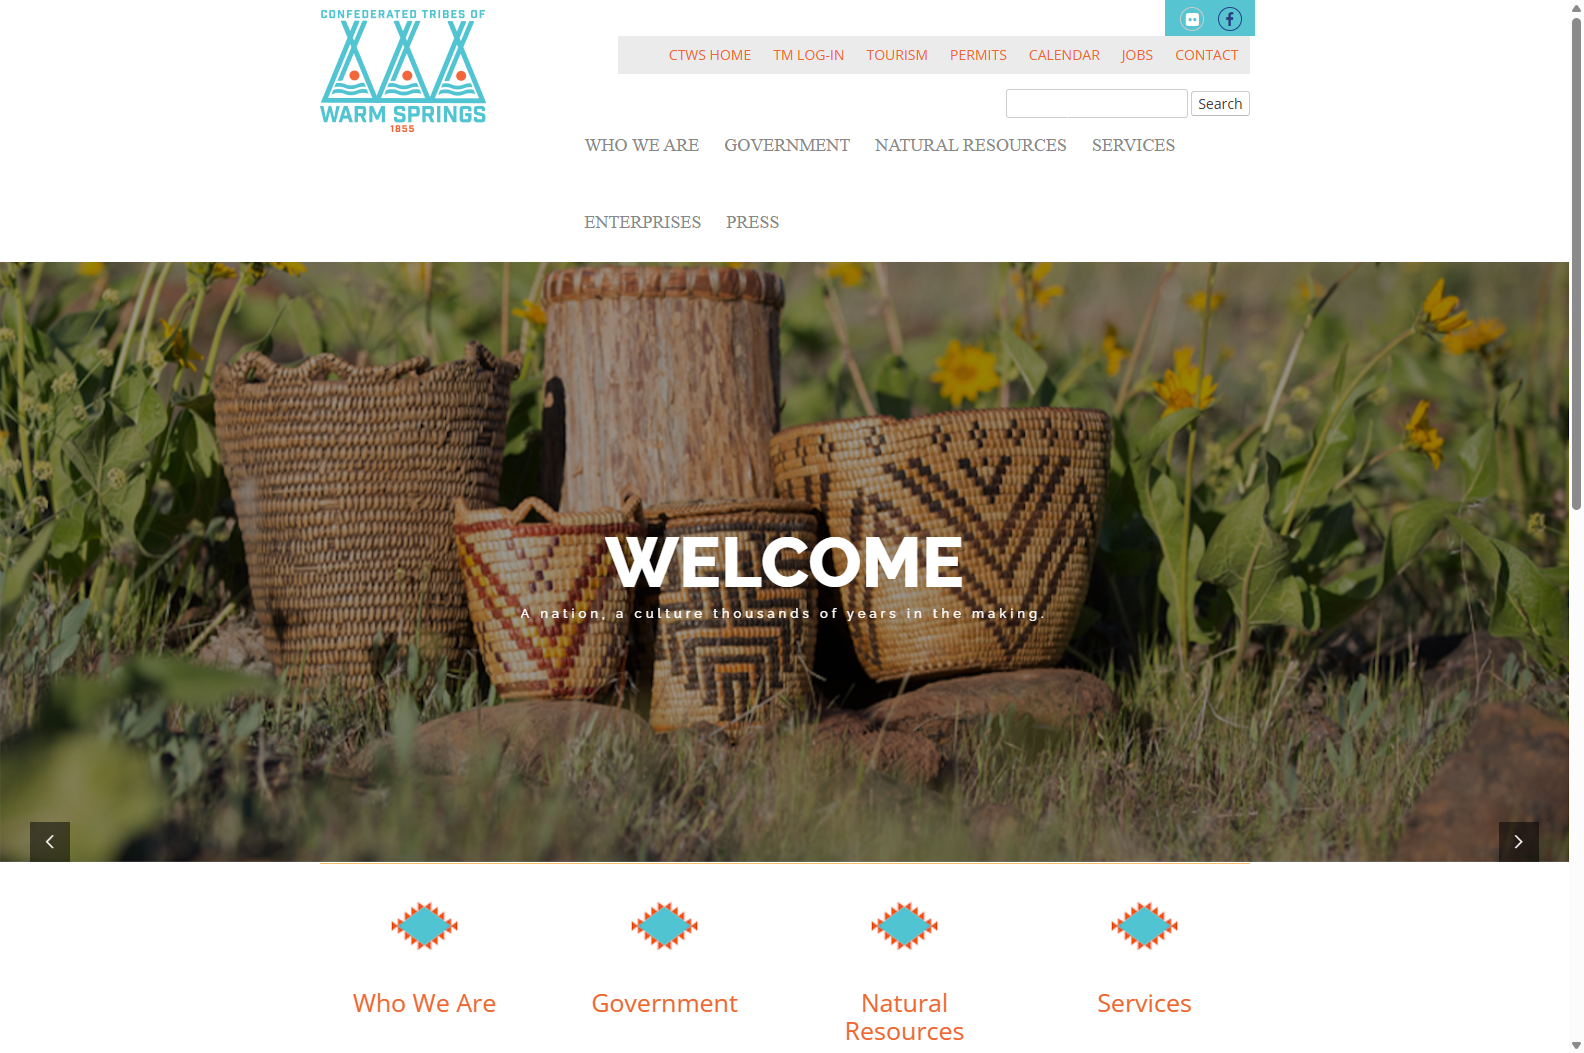 CONFEDERATED TRIBES OF
WARM SPRINGS
1855
CTWS HOME TM LOG-IN TOURISM PERMITS CALENDAR JOBS CONTACT
Search
WHO WE ARE GOVERNMENT NATURAL RESOURCES SERVICES
ENTERPRISES PRESS
WELCOME
A nation, a culture thousands of years in the making.
Who We Are
Government
Natural
Resources
Services